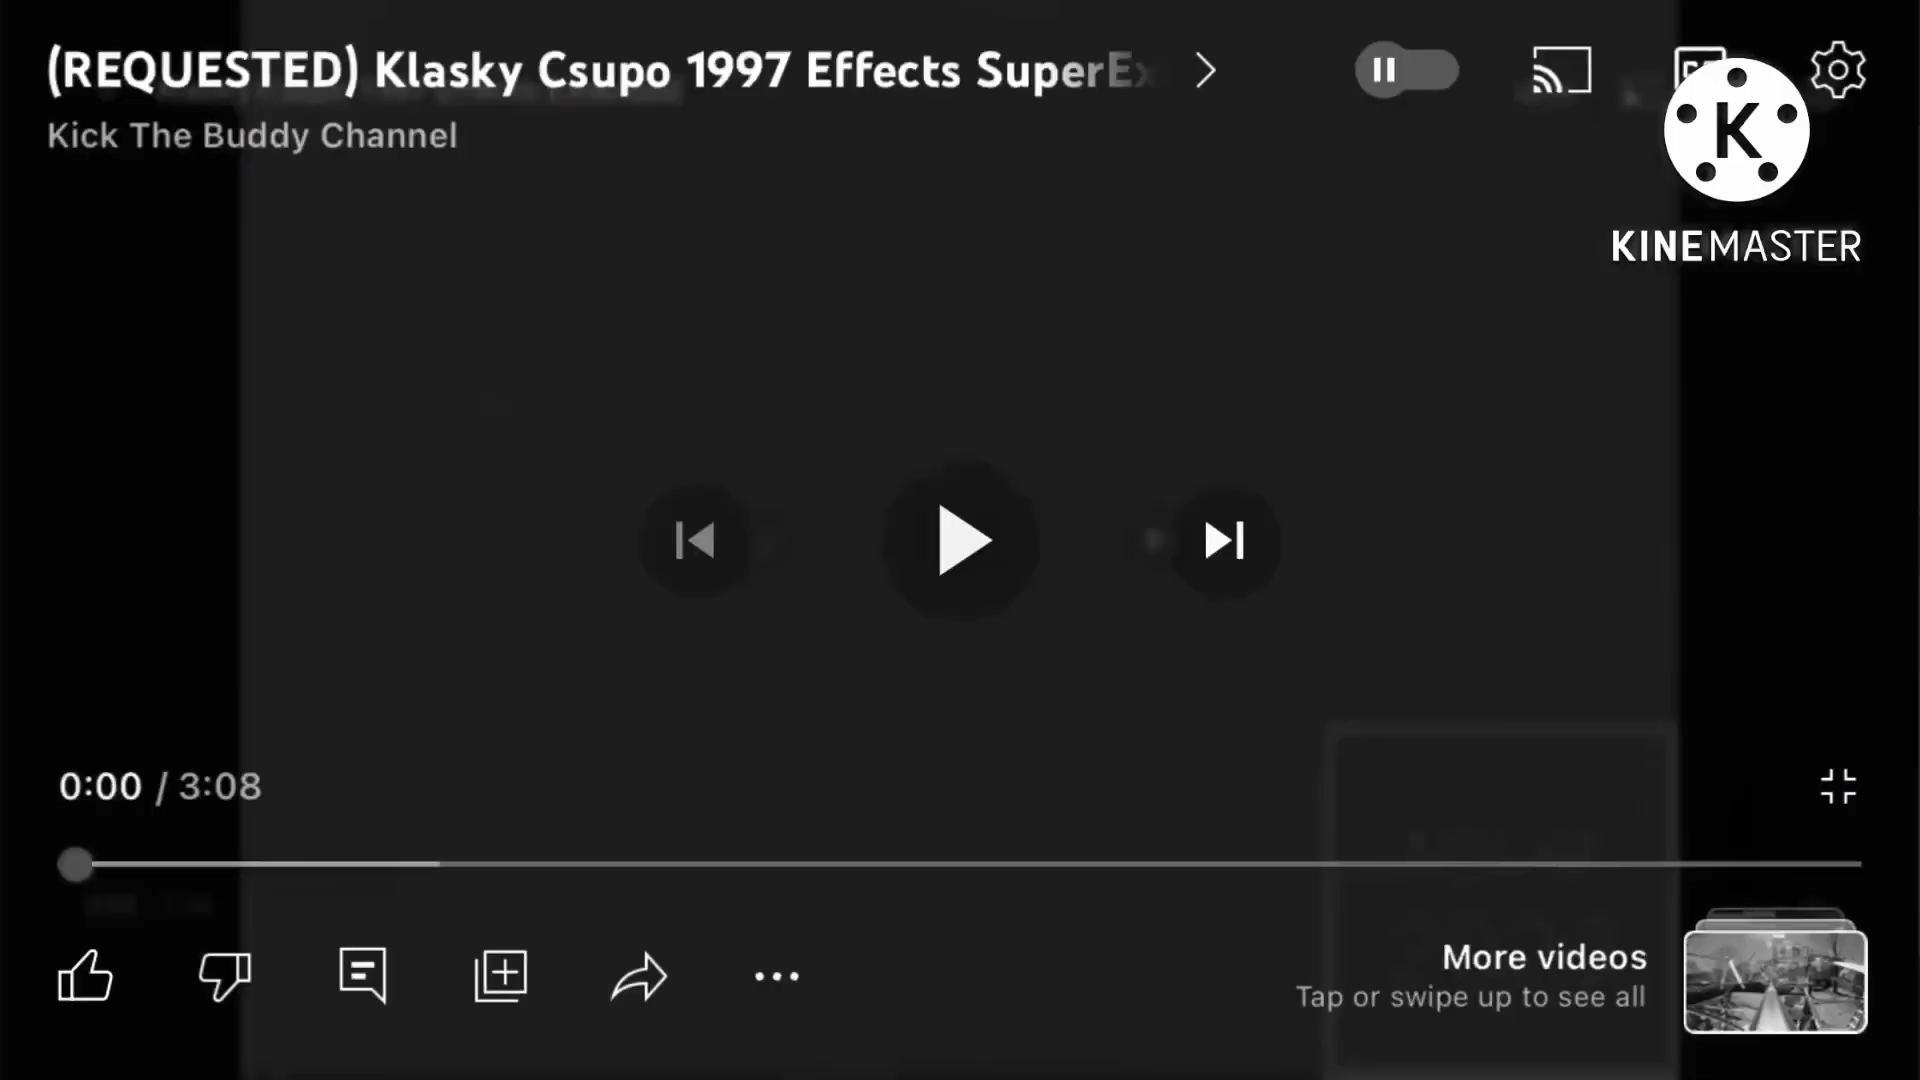 (REQUESTED) Klasky Csupo 1997 Effects SuperEx
Kick The Buddy Channel
K
KINEMASTER
0:00 / 3:08
More videos
Tap or swipe up to see all